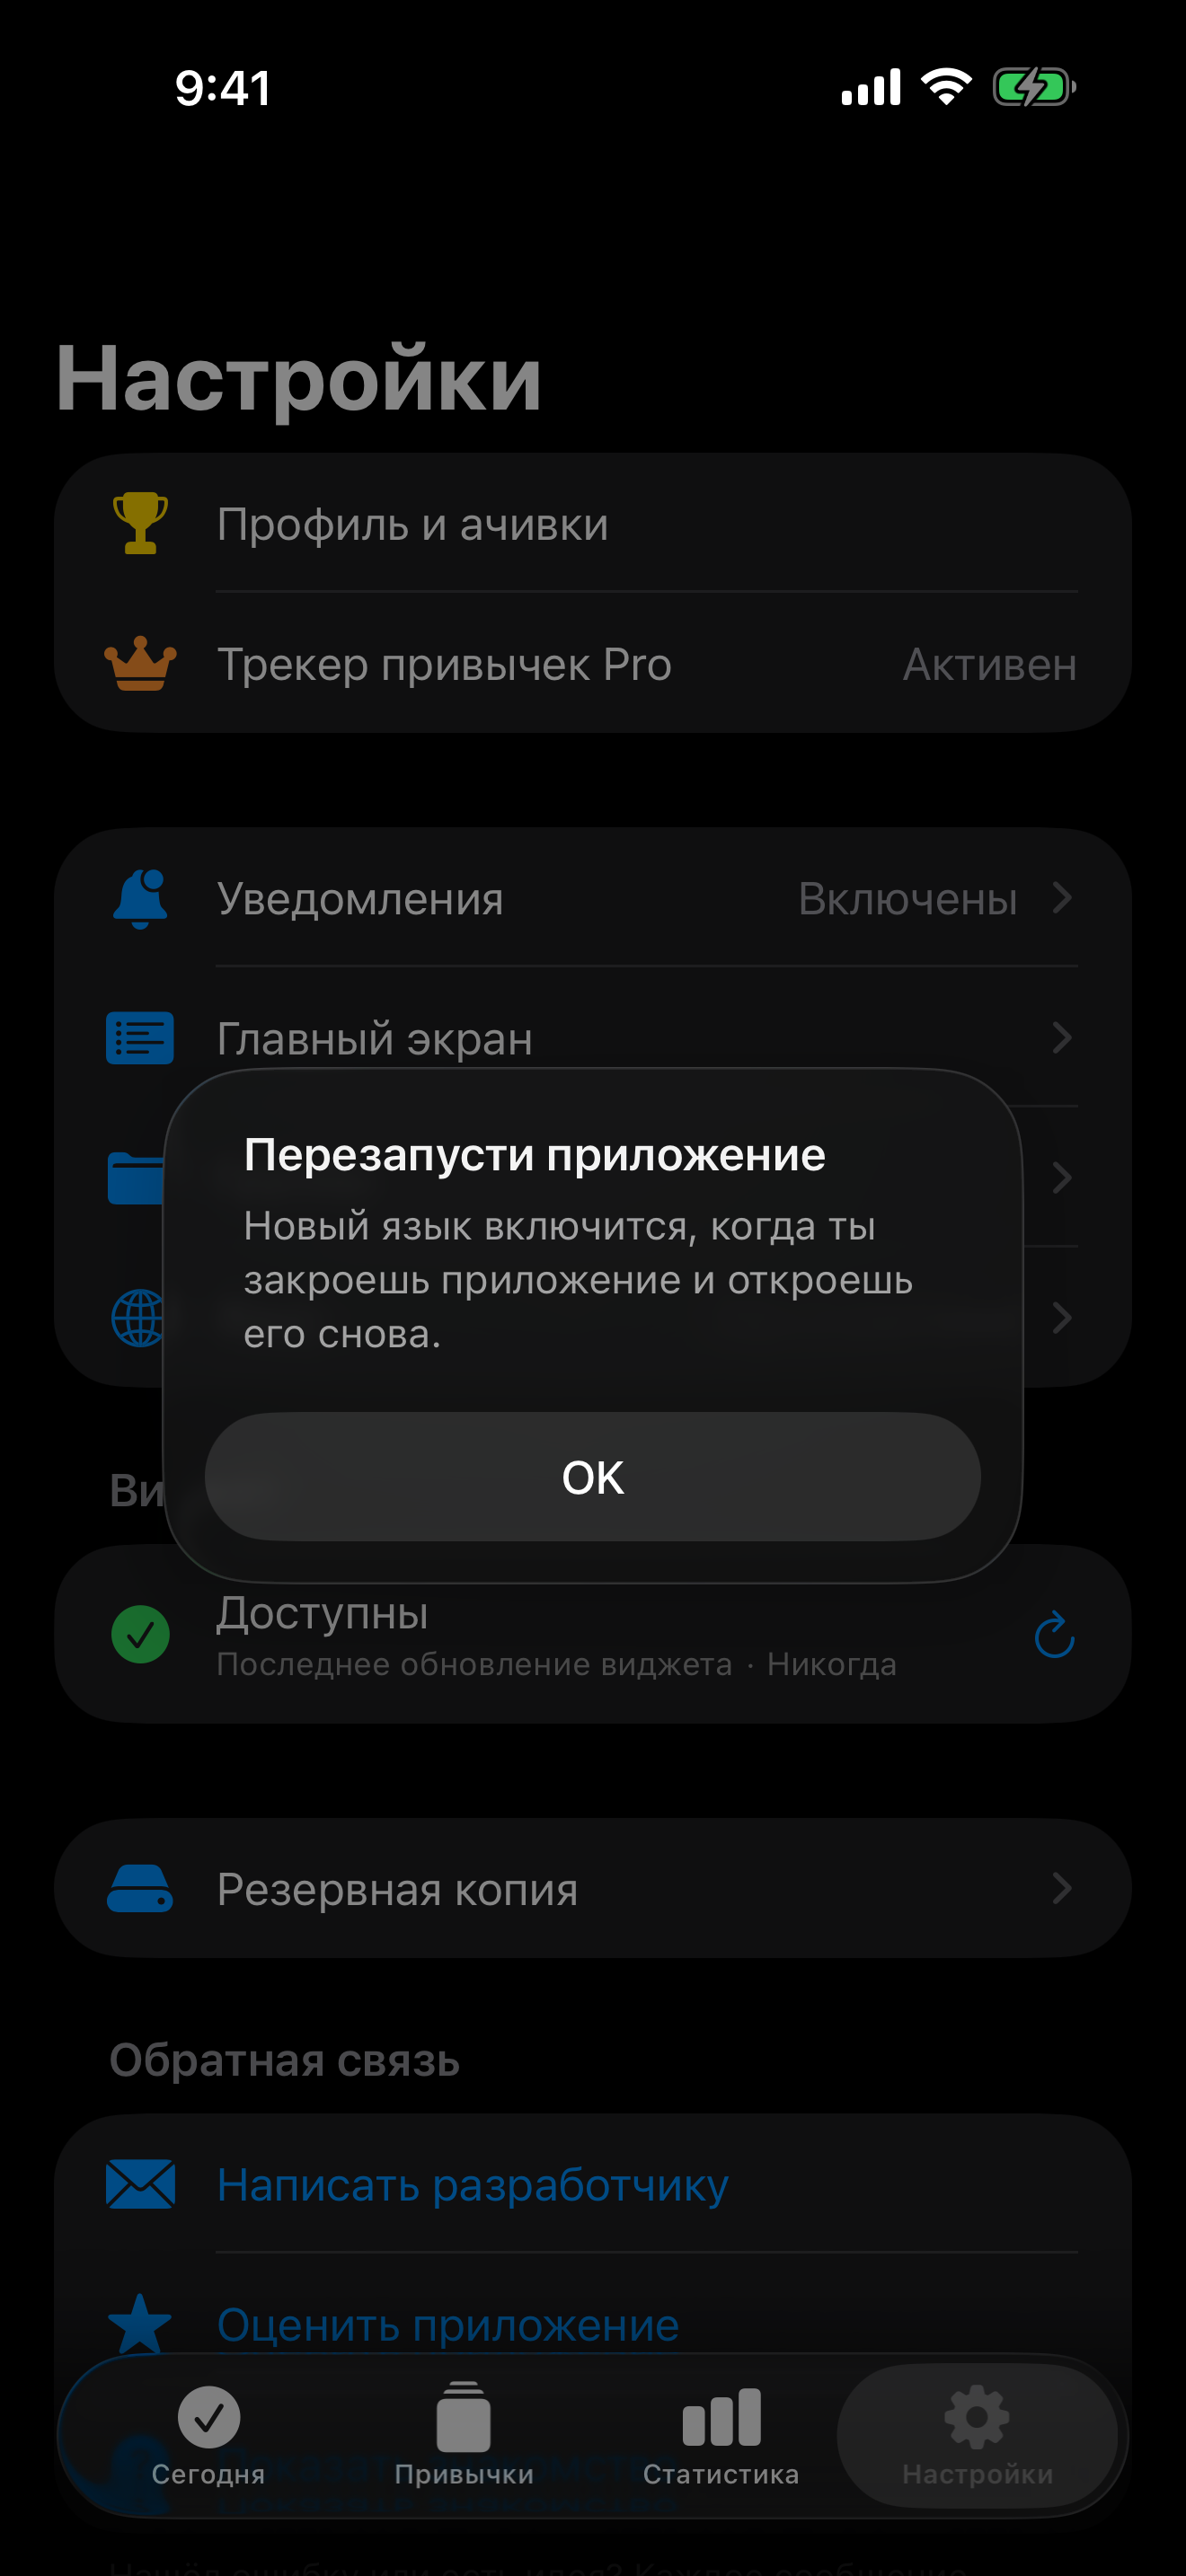 9:41
Настройки
Профиль и ачивки
Трекер привычек Pro Активен
Уведомления Включены
Главный экран
Перезапусти приложение
Новый язык включится, когда ты
закроешь приложение и откроешь
его снова.
OK
Доступны
Последнее обновление виджета · Никогда
Резервная копия
Обратная связь
Написать разработчику
Оценить приложение
Сегодня Привычки Статистика Настройки